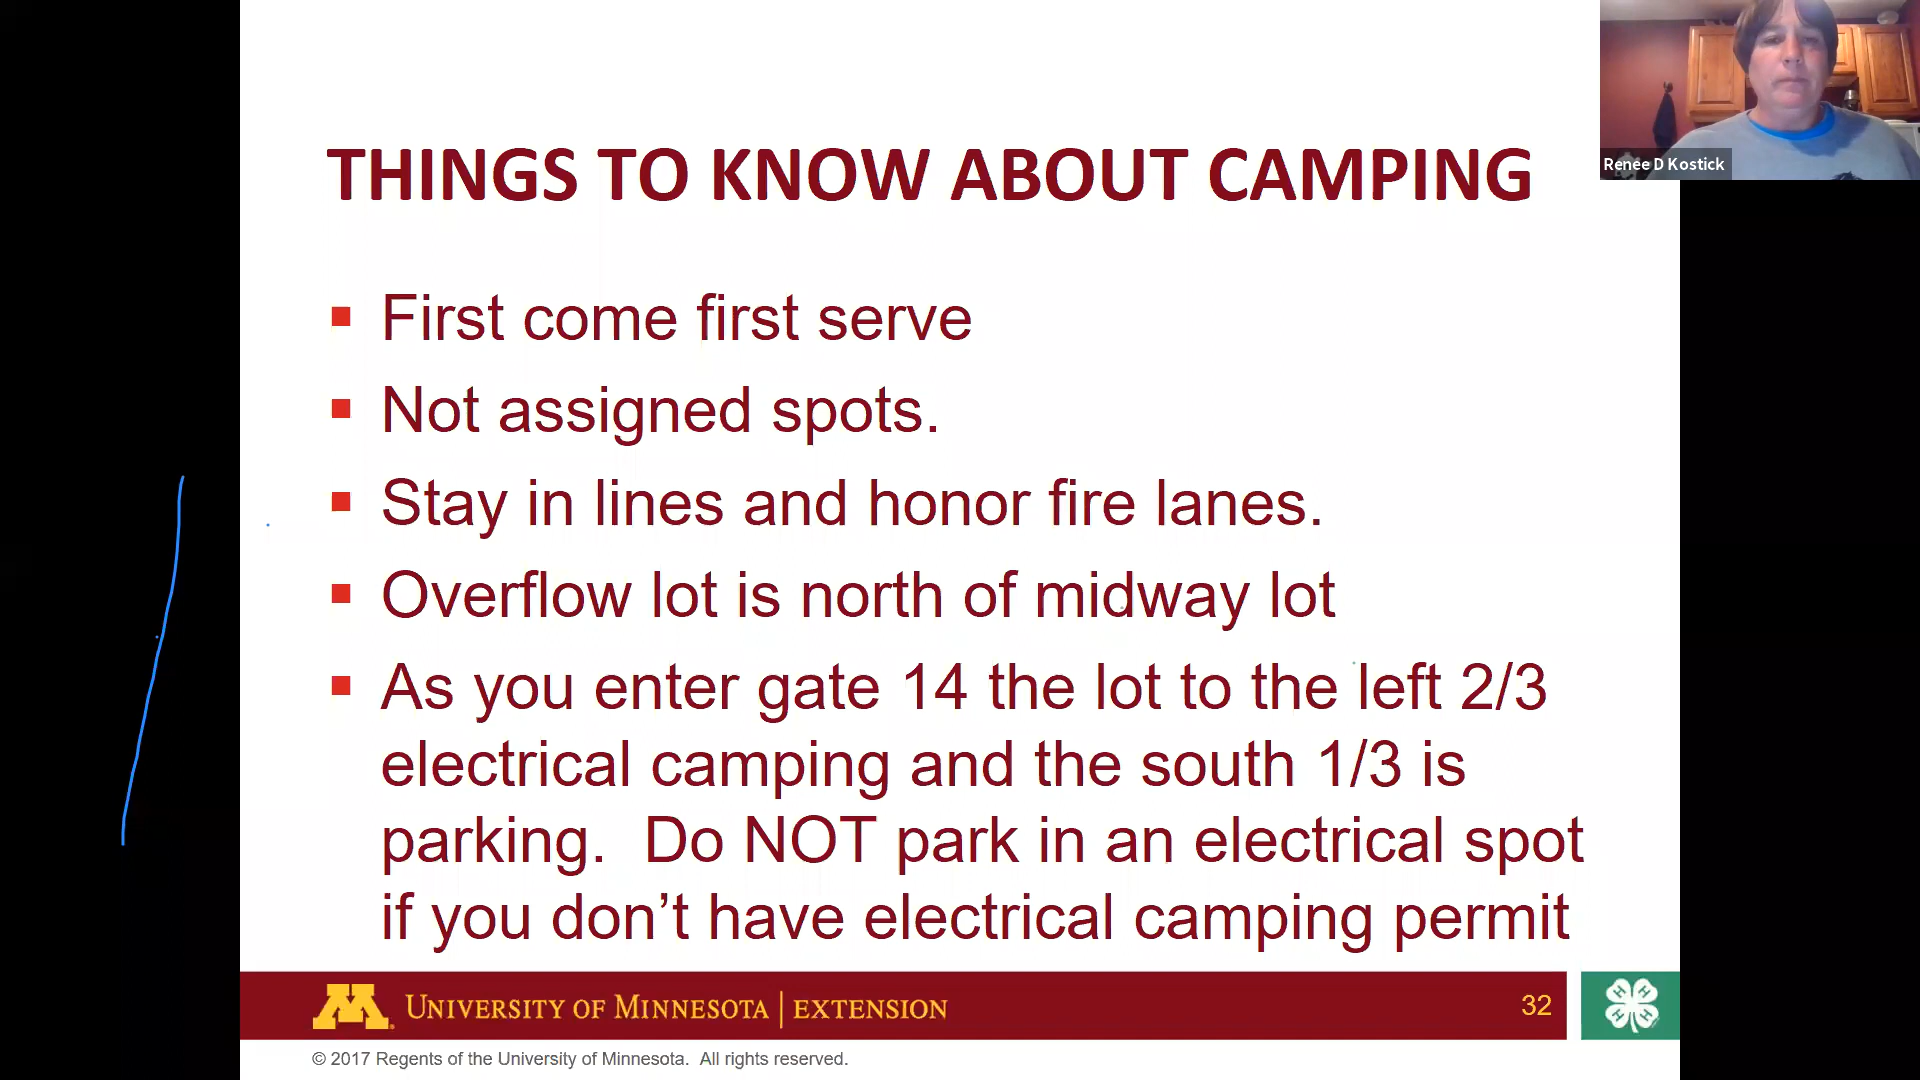 THINGS TO KNOW ABOUT CAMPING
Renee D Kostick
First come first serve
Not assigned spots.
Stay in lines and honor fire lanes.
Overflow lot is north of midway lot
As you enter gate 14 the lot to the left 2/3
electrical camping and the south 1/3 is
parking.  Do NOT park in an electrical spot
if you don’t have electrical camping permit
M
UNIVERSITY OF MINNESOTA | EXTENSION
32
H H H H
© 2017 Regents of the University of Minnesota.  All rights reserved.